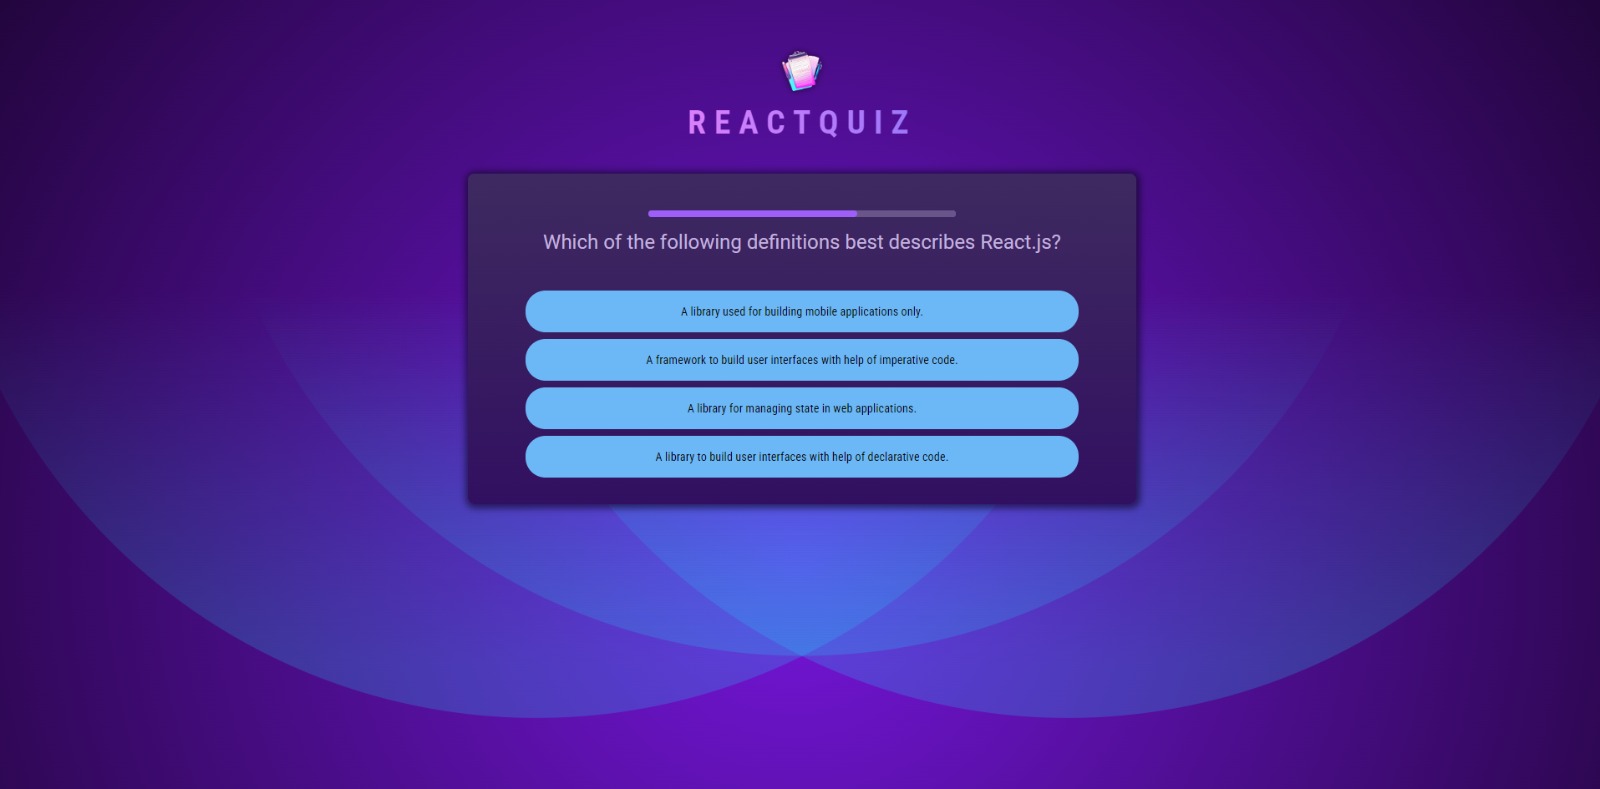 REACTQUIZ
Which of the following definitions best describes React.js?
A library used for building mobile applications only.
A framework to build user interfaces with help of imperative code.
A library for managing state in web applications.
A library to build user interfaces with help of declarative code.